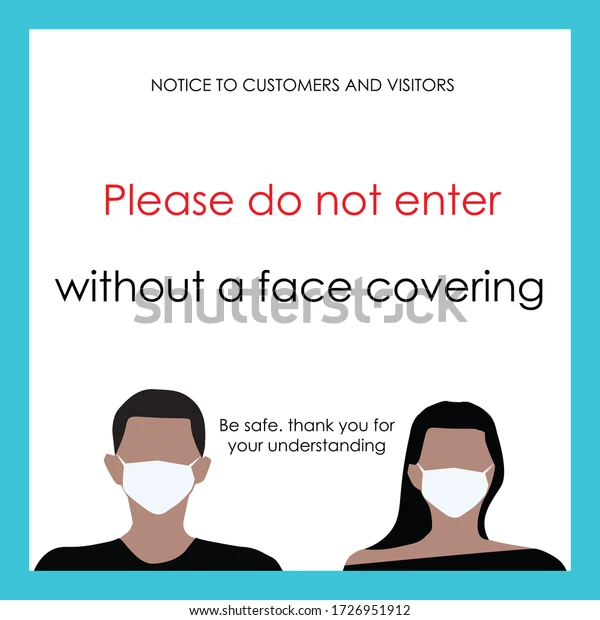 NOTICE TO CUSTOMERS AND VISITORS
Please do not enter
without a face covering
shutterstock
Be safe. thank you for
your understanding
www.shutterstock.com · 1726951912